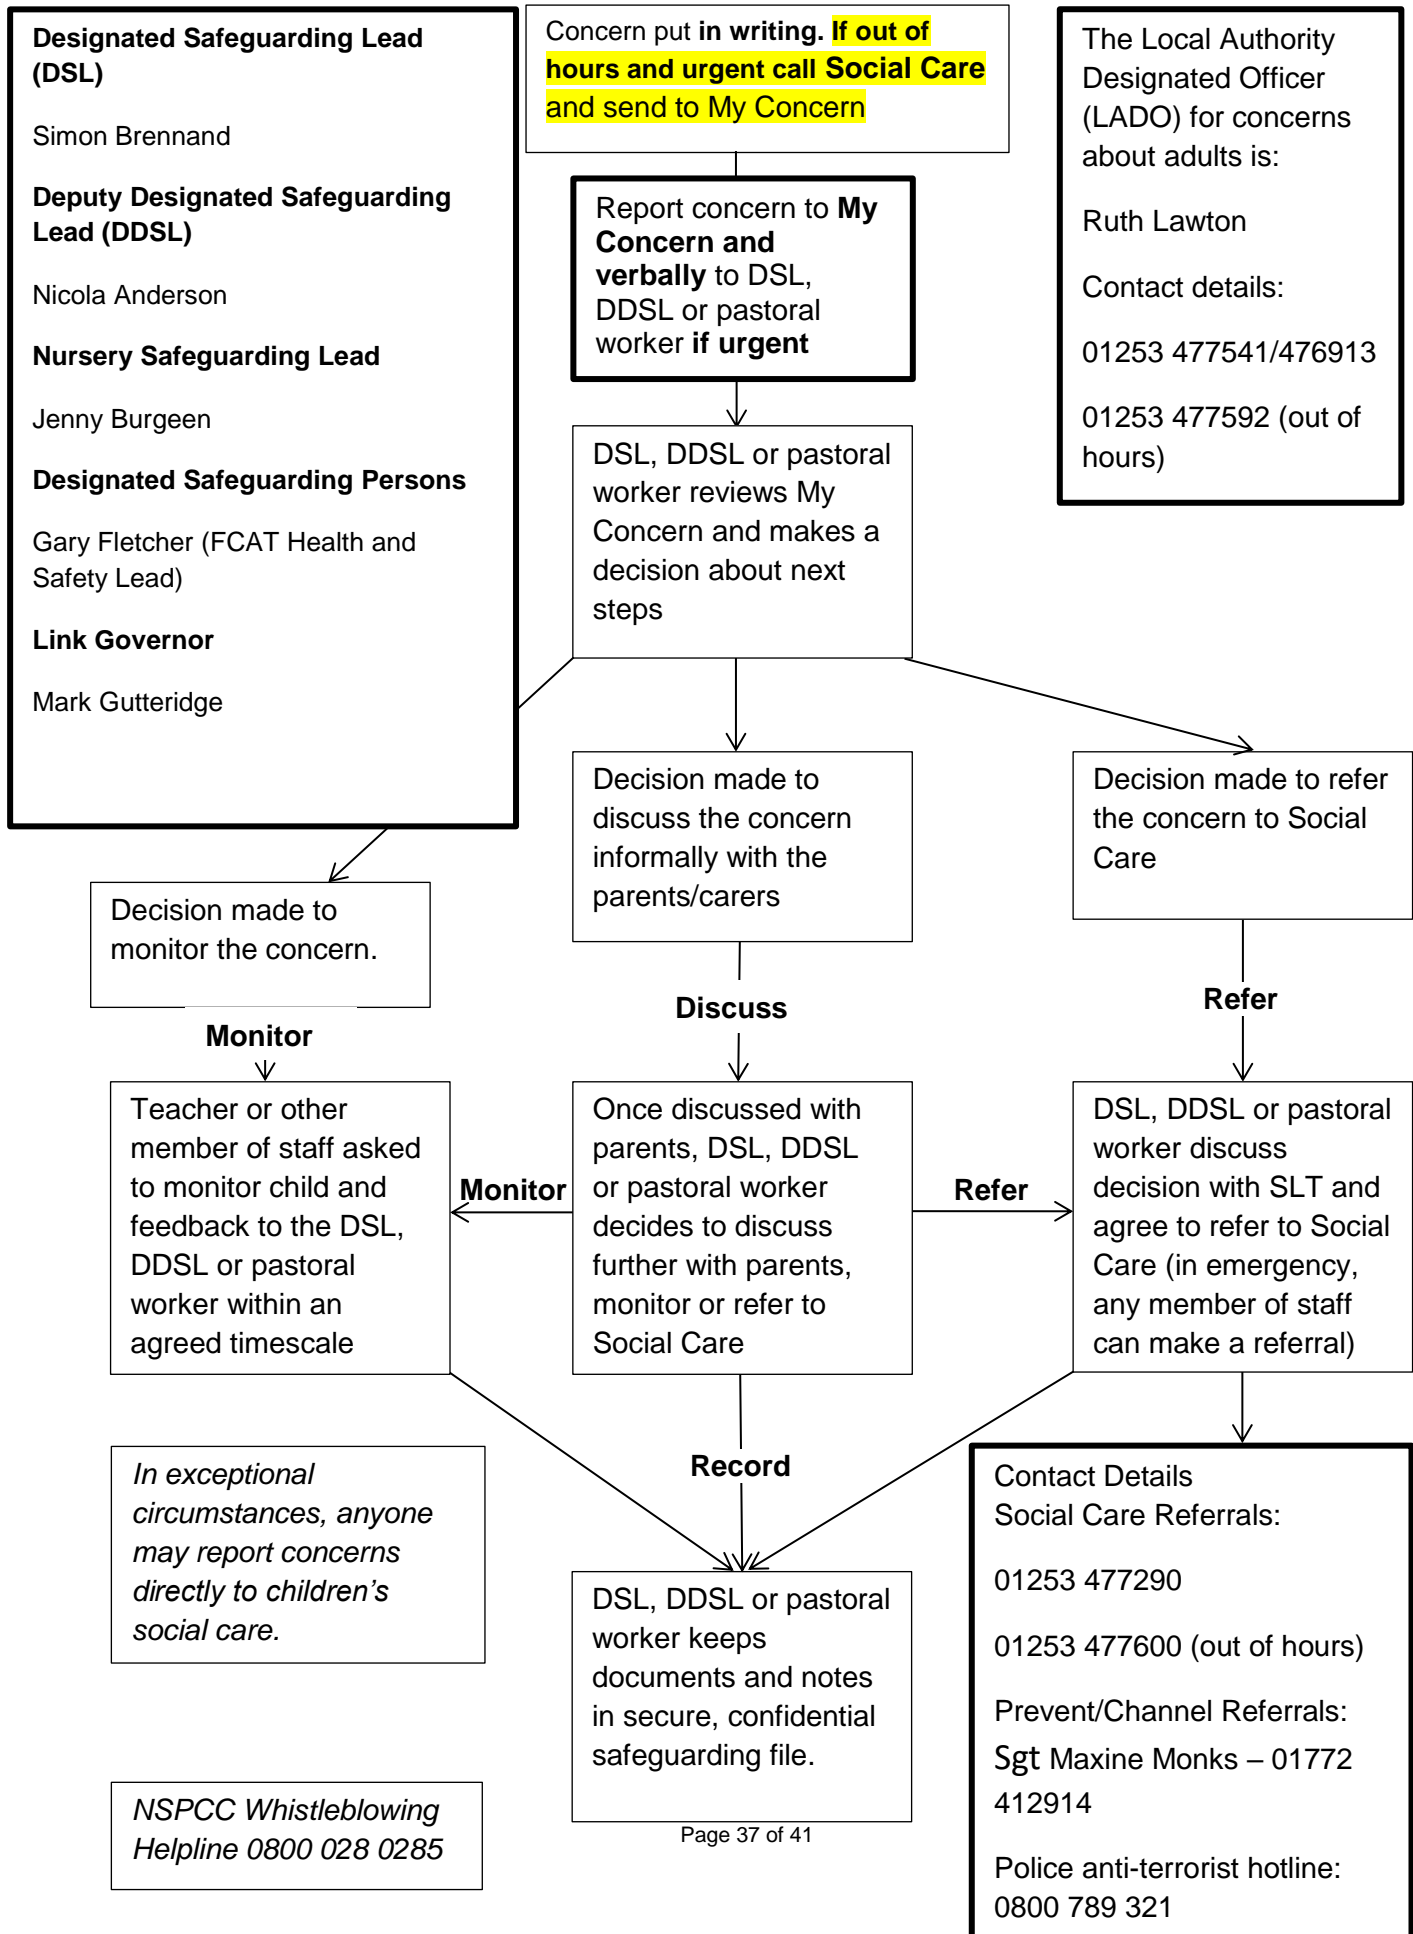 Designated Safeguarding Lead
(DSL)
Simon Brennand
Deputy Designated Safeguarding
Lead (DDSL)
Nicola Anderson
Nursery Safeguarding Lead
Jenny Burgeen
Designated Safeguarding Persons
Gary Fletcher (FCAT Health and
Safety Lead)
Link Governor
Mark Gutteridge
Concern put in writing. If out of
hours and urgent call Social Care
and send to My Concern
The Local Authority
Designated Officer
(LADO) for concerns
about adults is:
Ruth Lawton
Contact details:
01253 477541/476913
01253 477592 (out of
hours)
Report concern to My
Concern and
verbally to DSL,
DDSL or pastoral
worker if urgent
DSL, DDSL or pastoral
worker reviews My
Concern and makes a
decision about next
steps
Decision made to
monitor the concern.
Decision made to
discuss the concern
informally with the
parents/carers
Decision made to refer
the concern to Social
Care
Monitor
Discuss
Refer
Teacher or other
member of staff asked
to monitor child and
feedback to the DSL,
DDSL or pastoral
worker within an
agreed timescale
Monitor
Once discussed with
parents, DSL, DDSL
or pastoral worker
decides to discuss
further with parents,
monitor or refer to
Social Care
Refer
DSL, DDSL or pastoral
worker discuss
decision with SLT and
agree to refer to Social
Care (in emergency,
any member of staff
can make a referral)
In exceptional
circumstances, anyone
may report concerns
directly to children’s
social care.
Record
DSL, DDSL or pastoral
worker keeps
documents and notes
in secure, confidential
safeguarding file.
Contact Details
Social Care Referrals:
01253 477290
01253 477600 (out of hours)
Prevent/Channel Referrals:
Sgt Maxine Monks – 01772
412914
Police anti-terrorist hotline:
0800 789 321
NSPCC Whistleblowing
Helpline 0800 028 0285
Page 37 of 41